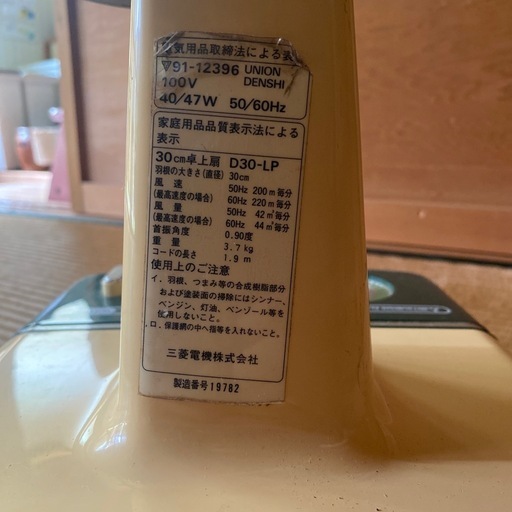 電気用品取締法による表示
▽91-12396 UNION DENSHI
100V
40/47W 50/60Hz
家庭用品品質表示法による
表示
30cm卓上扇 D30-LP
羽根の大きさ(直径) 30cm
風速 50Hz 200m毎分
(最高速度の場合) 60Hz 220m毎分
風量 50Hz 42㎥毎分
(最高速度の場合) 60Hz 44㎥毎分
首振角度 0.90度
重量 3.7kg
コードの長さ 1.9m
使用上のご注意
イ.羽根、つまみ等の合成樹脂部分
および塗装面の掃除にはシンナー、
ベンジン、灯油、ベンゾール等を
使用しないこと。
ロ.保護網の中へ指等を入れないこと。
三菱電機株式会社
製造番号19782